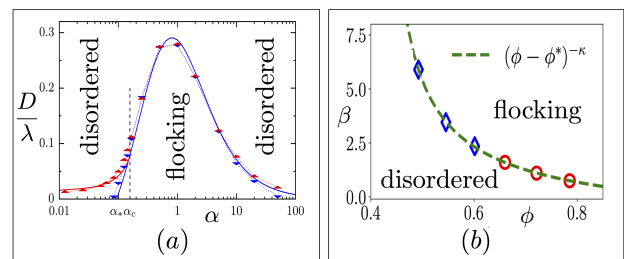 0.3
0.2
0.1
0
D/λ
disordered
flocking
disordered
0.01
0.1
1
10
100
α* αc
α
(a)
7.5
5.0
2.5
0.0
β
(ϕ − ϕ*)^−κ
flocking
disordered
0.4
0.6
0.8
ϕ
(b)